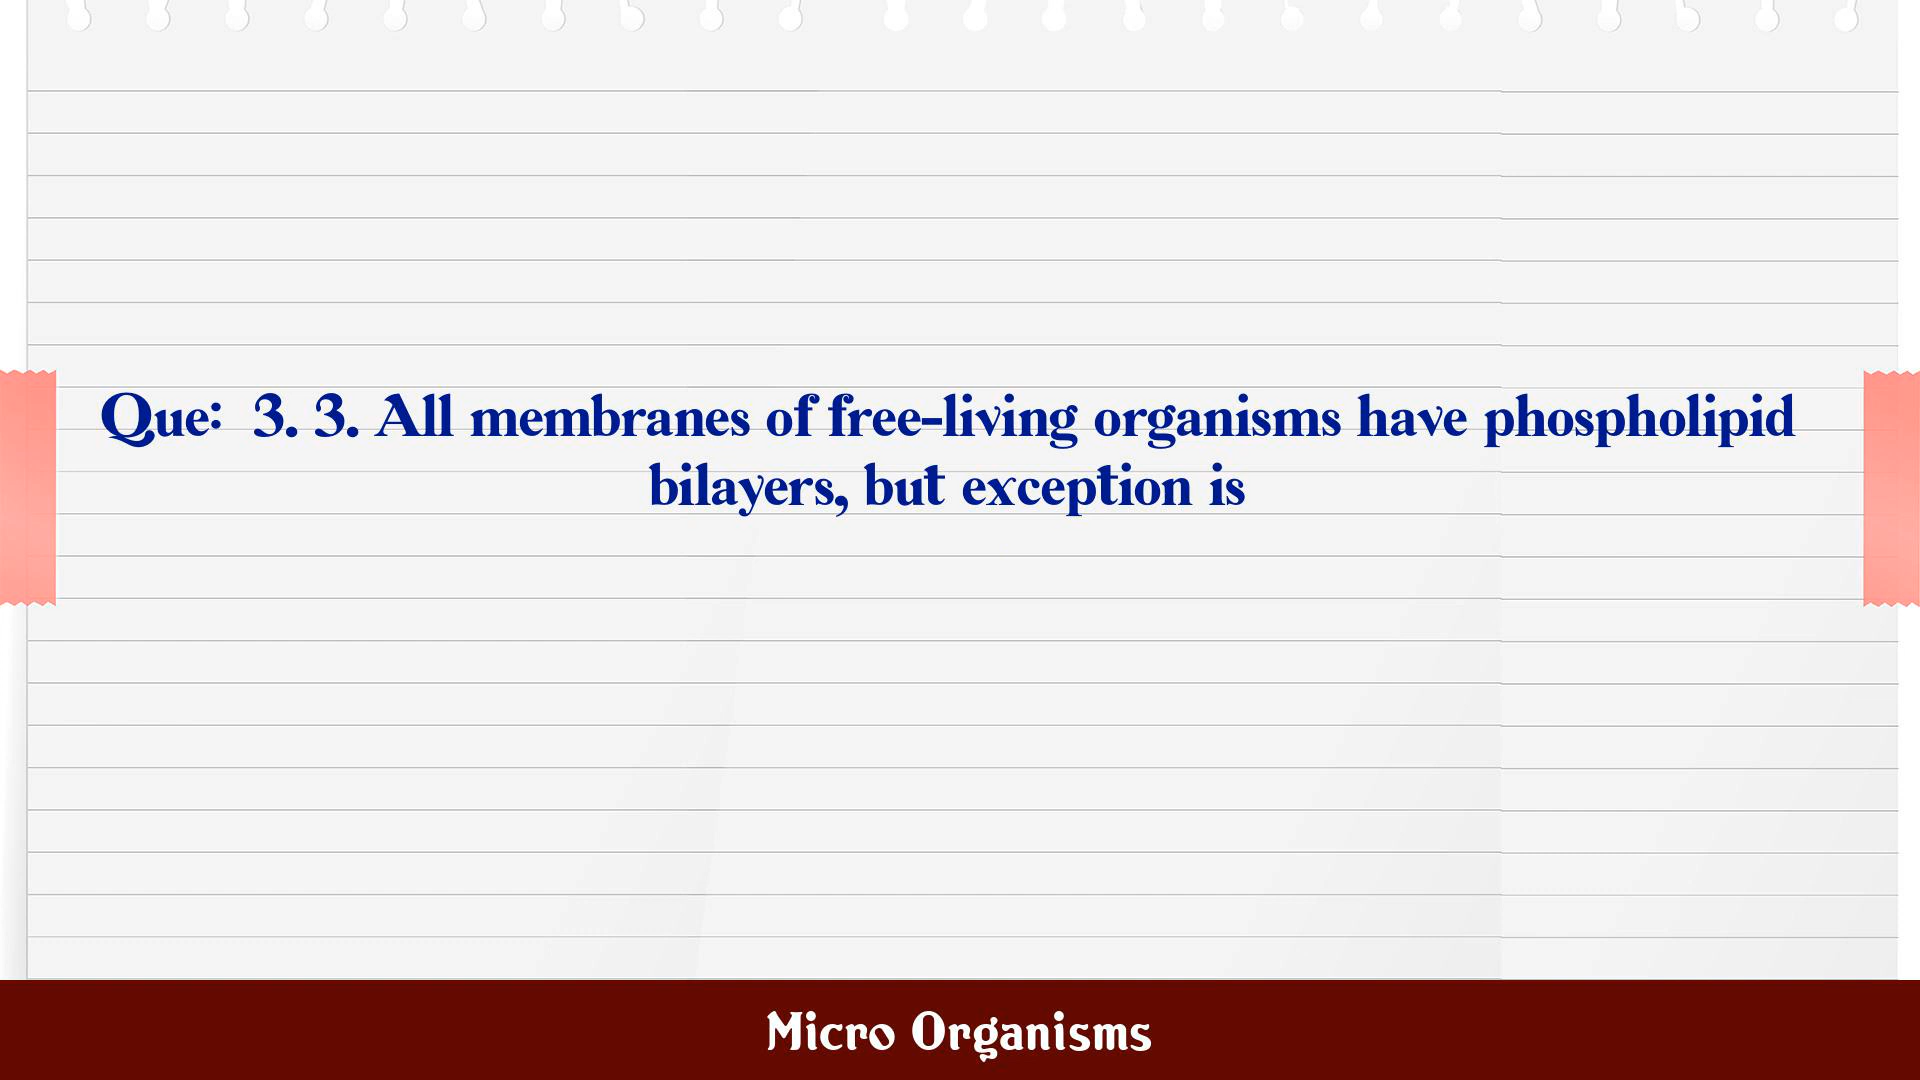 Que:  3. 3. All membranes of free-living organisms have phospholipid
bilayers, but exception is
Micro Organisms